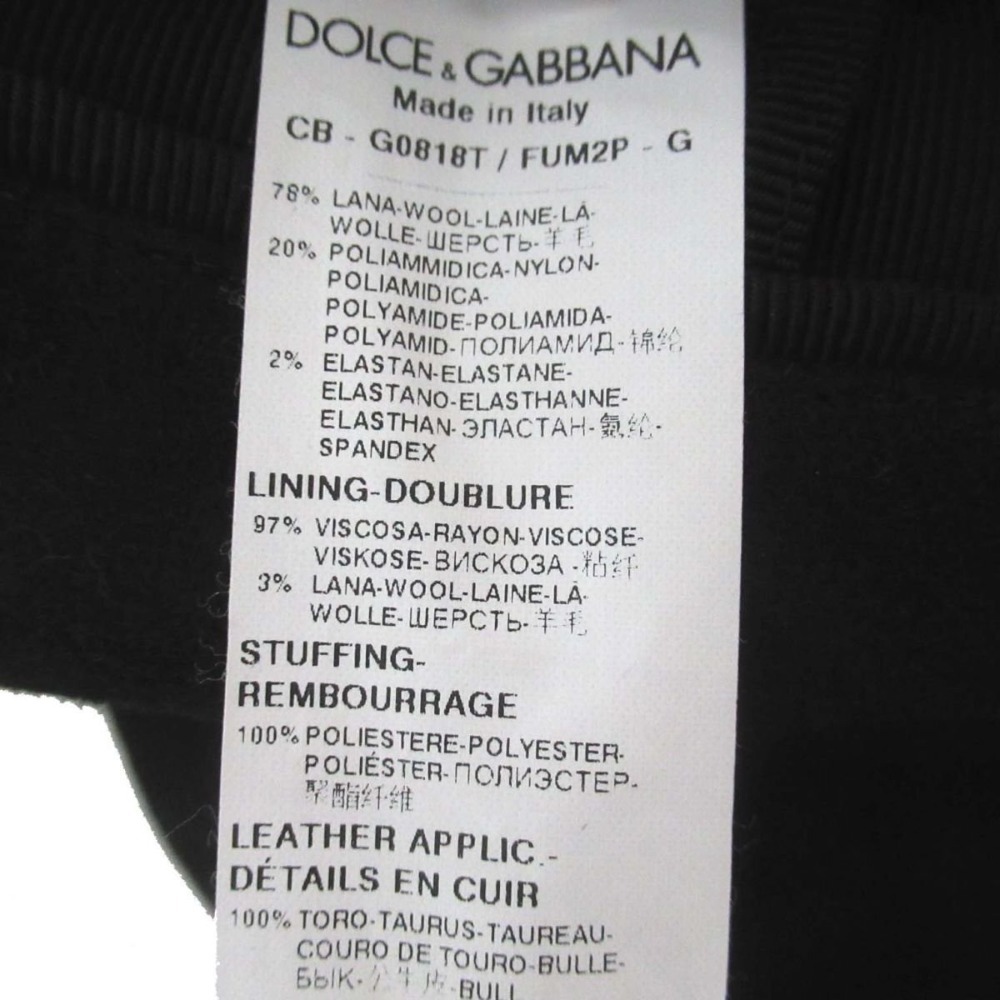 DOLCE & GABBANA
Made in Italy
CB - G0818T / FUM2P - G
78% LANA-WOOL-LAINE-LÃ-
WOLLE-ШЕРСТЬ-羊毛
20% POLIAMMIDICA-NYLON-
POLIAMIDICA-
POLYAMIDE-POLIAMIDA-
POLYAMID-ПОЛИАМИД-锦纶
2% ELASTAN-ELASTANE-
ELASTANO-ELASTHANNE-
ELASTHAN-ЭЛАСТАН-氨纶-
SPANDEX
LINING-DOUBLURE
97% VISCOSA-RAYON-VISCOSE-
VISKOSE-ВИСКОЗА-粘纤
3% LANA-WOOL-LAINE-LÃ-
WOLLE-ШЕРСТЬ-羊毛
STUFFING-
REMBOURRAGE
100% POLIESTERE-POLYESTER-
POLIÉSTER-ПОЛИЭСТЕР-
聚酯纤维
LEATHER APPLIC.-
DÉTAILS EN CUIR
100% TORO-TAURUS-TAUREAU-
COURO DE TOURO-BULLE-
БЫК-公牛皮-BULL